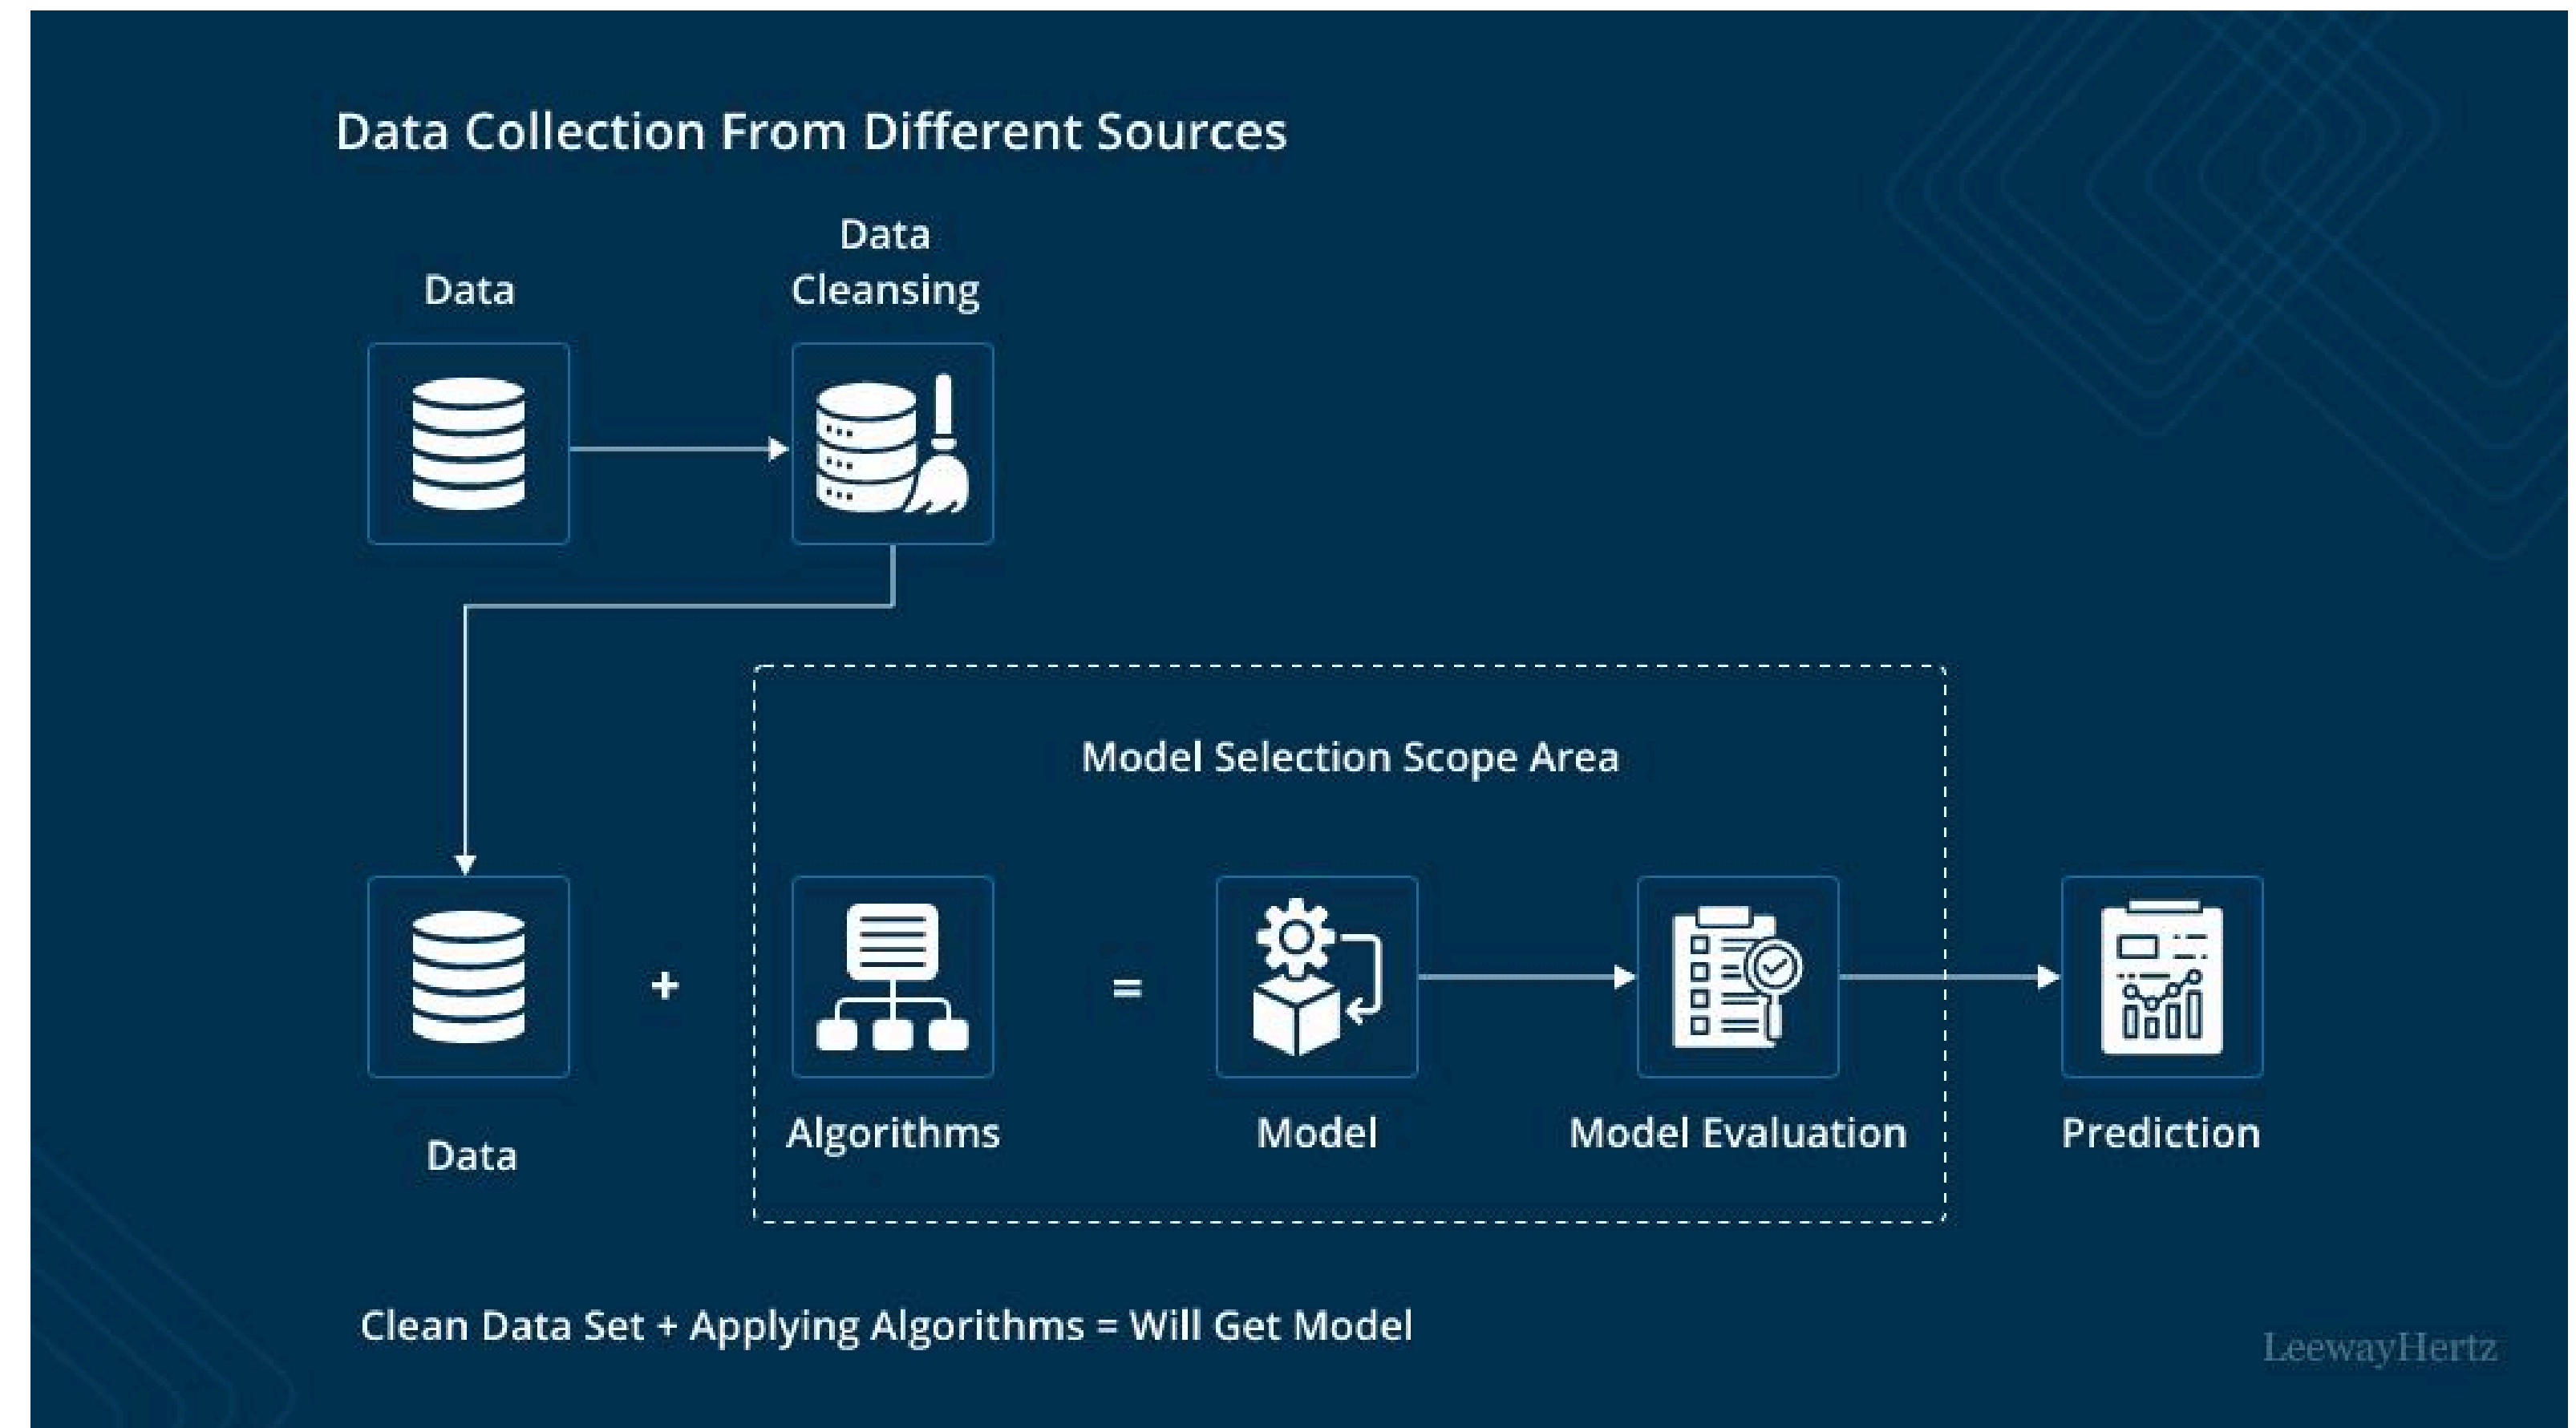 Data Collection From Different Sources
Data
Data
Cleansing
Model Selection Scope Area
+
=
Data
Algorithms
Model
Model Evaluation
Prediction
Clean Data Set + Applying Algorithms = Will Get Model
LeewayHertz